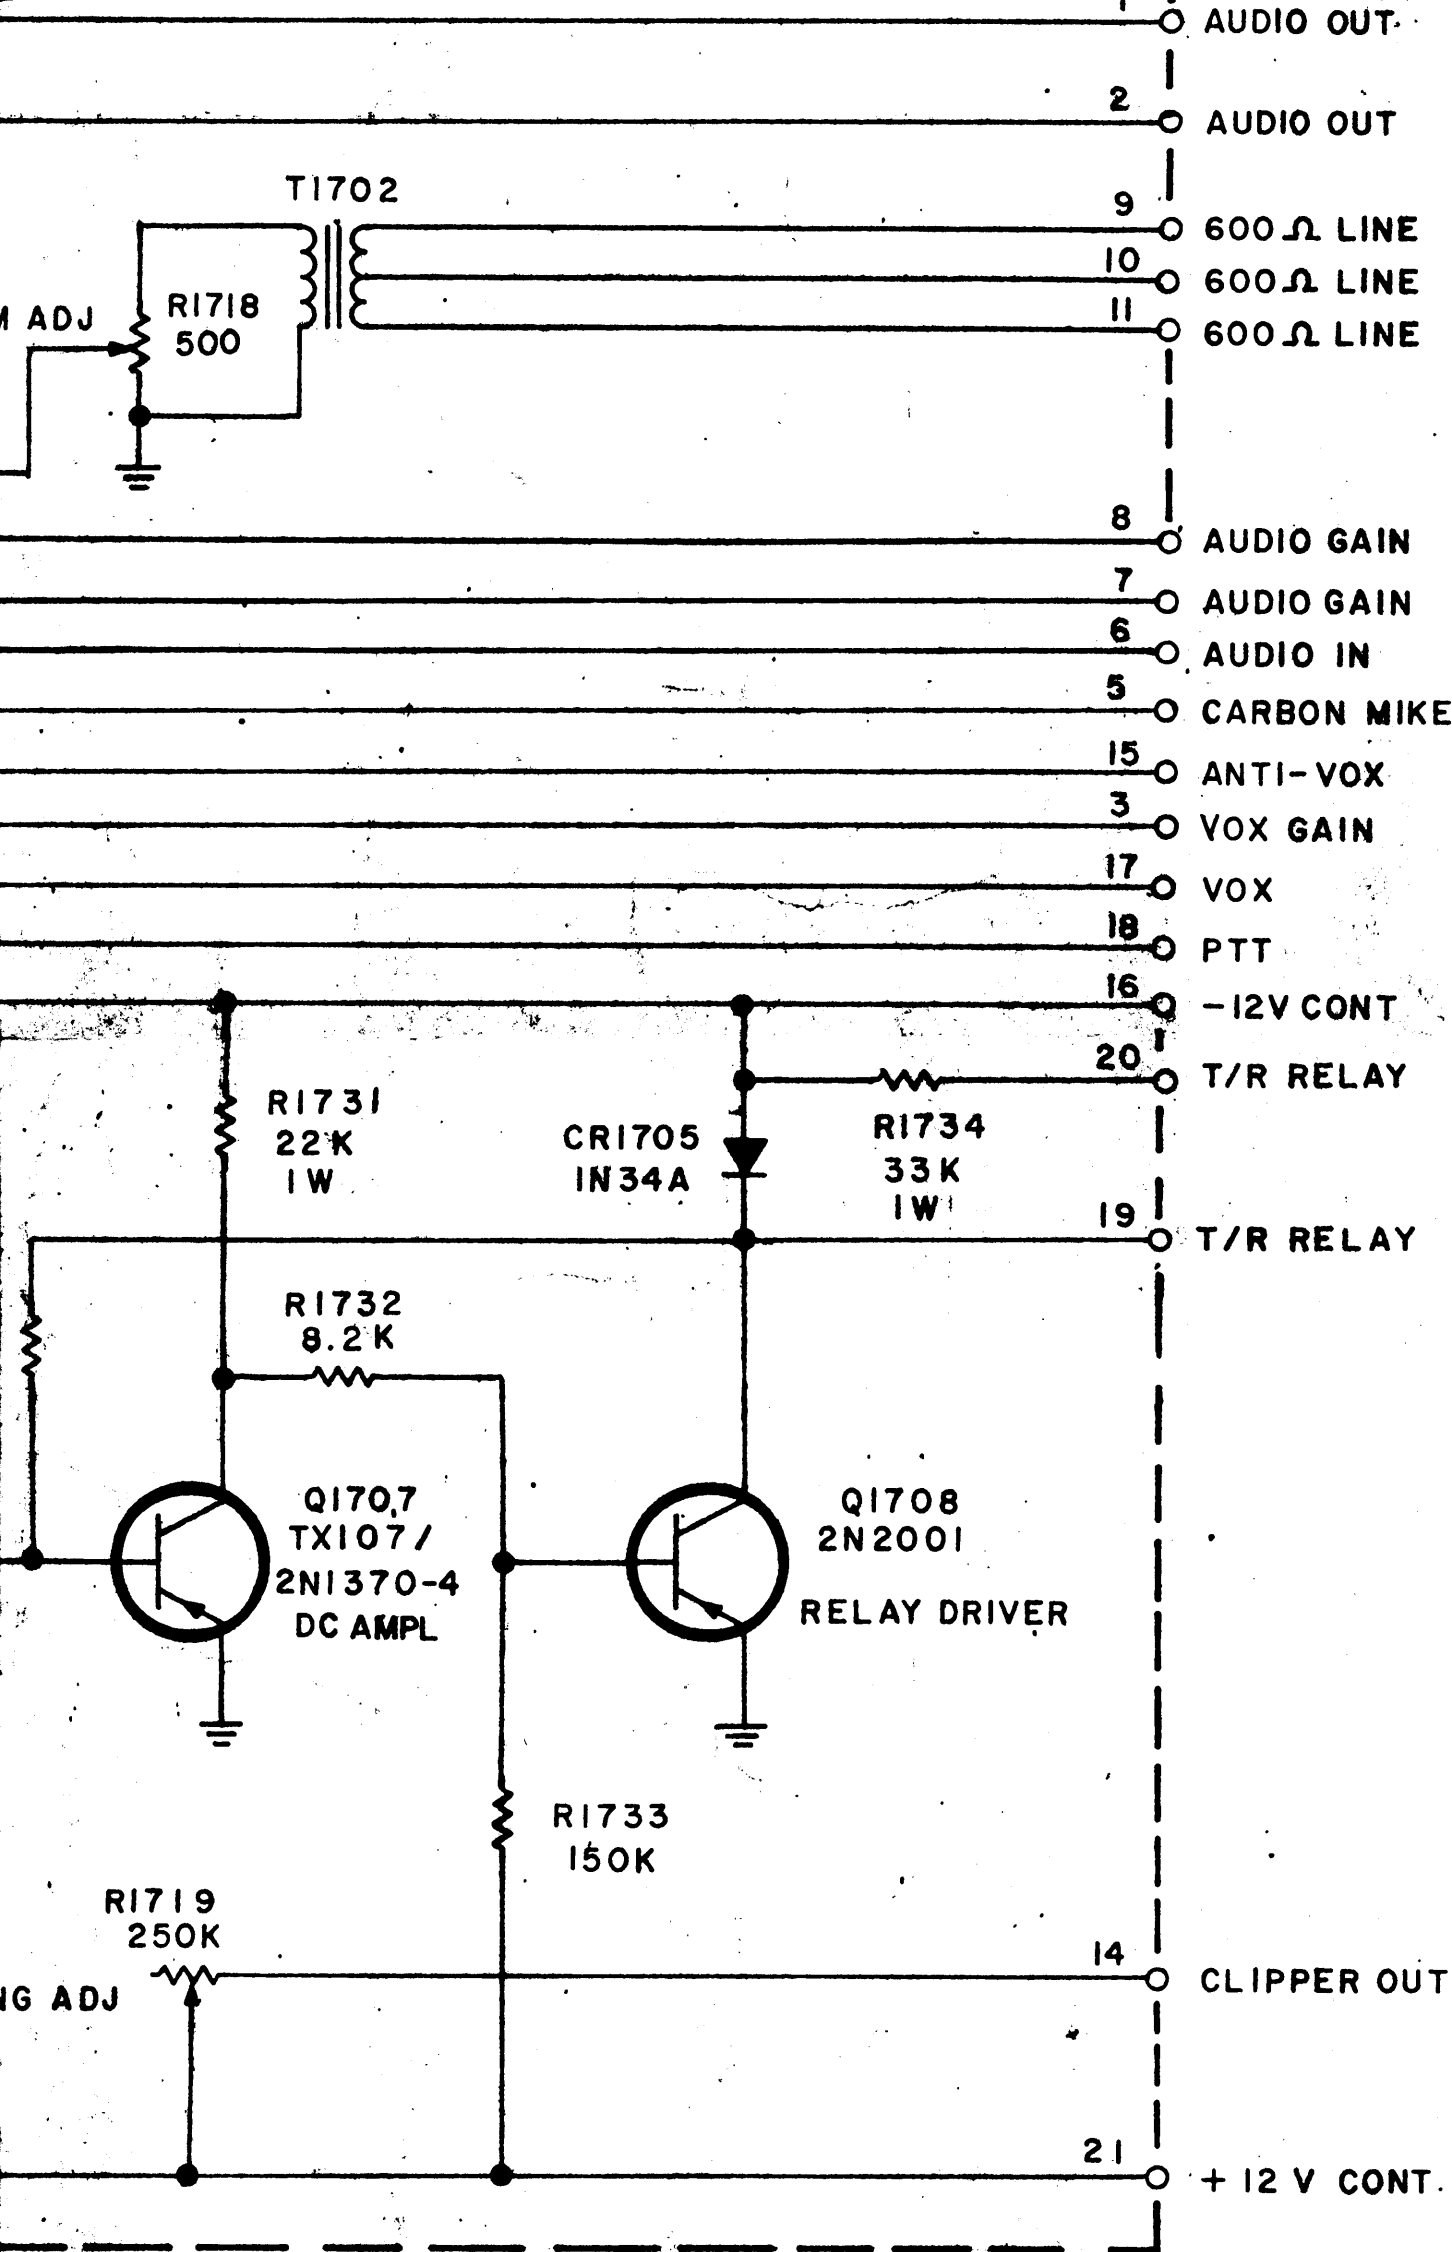 AUDIO OUT
2 AUDIO OUT
T1702
9 600Ω LINE
10 600Ω LINE
11 600Ω LINE
R1718
500
ADJ
8 AUDIO GAIN
7 AUDIO GAIN
6 AUDIO IN
5 CARBON MIKE
15 ANTI-VOX
3 VOX GAIN
17 VOX
18 PTT
16 -12V CONT
20 T/R RELAY
R1731
22K
1W
CR1705
1N34A
R1734
33K
1W
19 T/R RELAY
R1732
8.2K
Q1707
TX107/
2N1370-4
DC AMPL
Q1708
2N2001
RELAY DRIVER
R1733
150K
R1719
250K
14 CLIPPER OUT
ADJ
21 +12 V CONT.